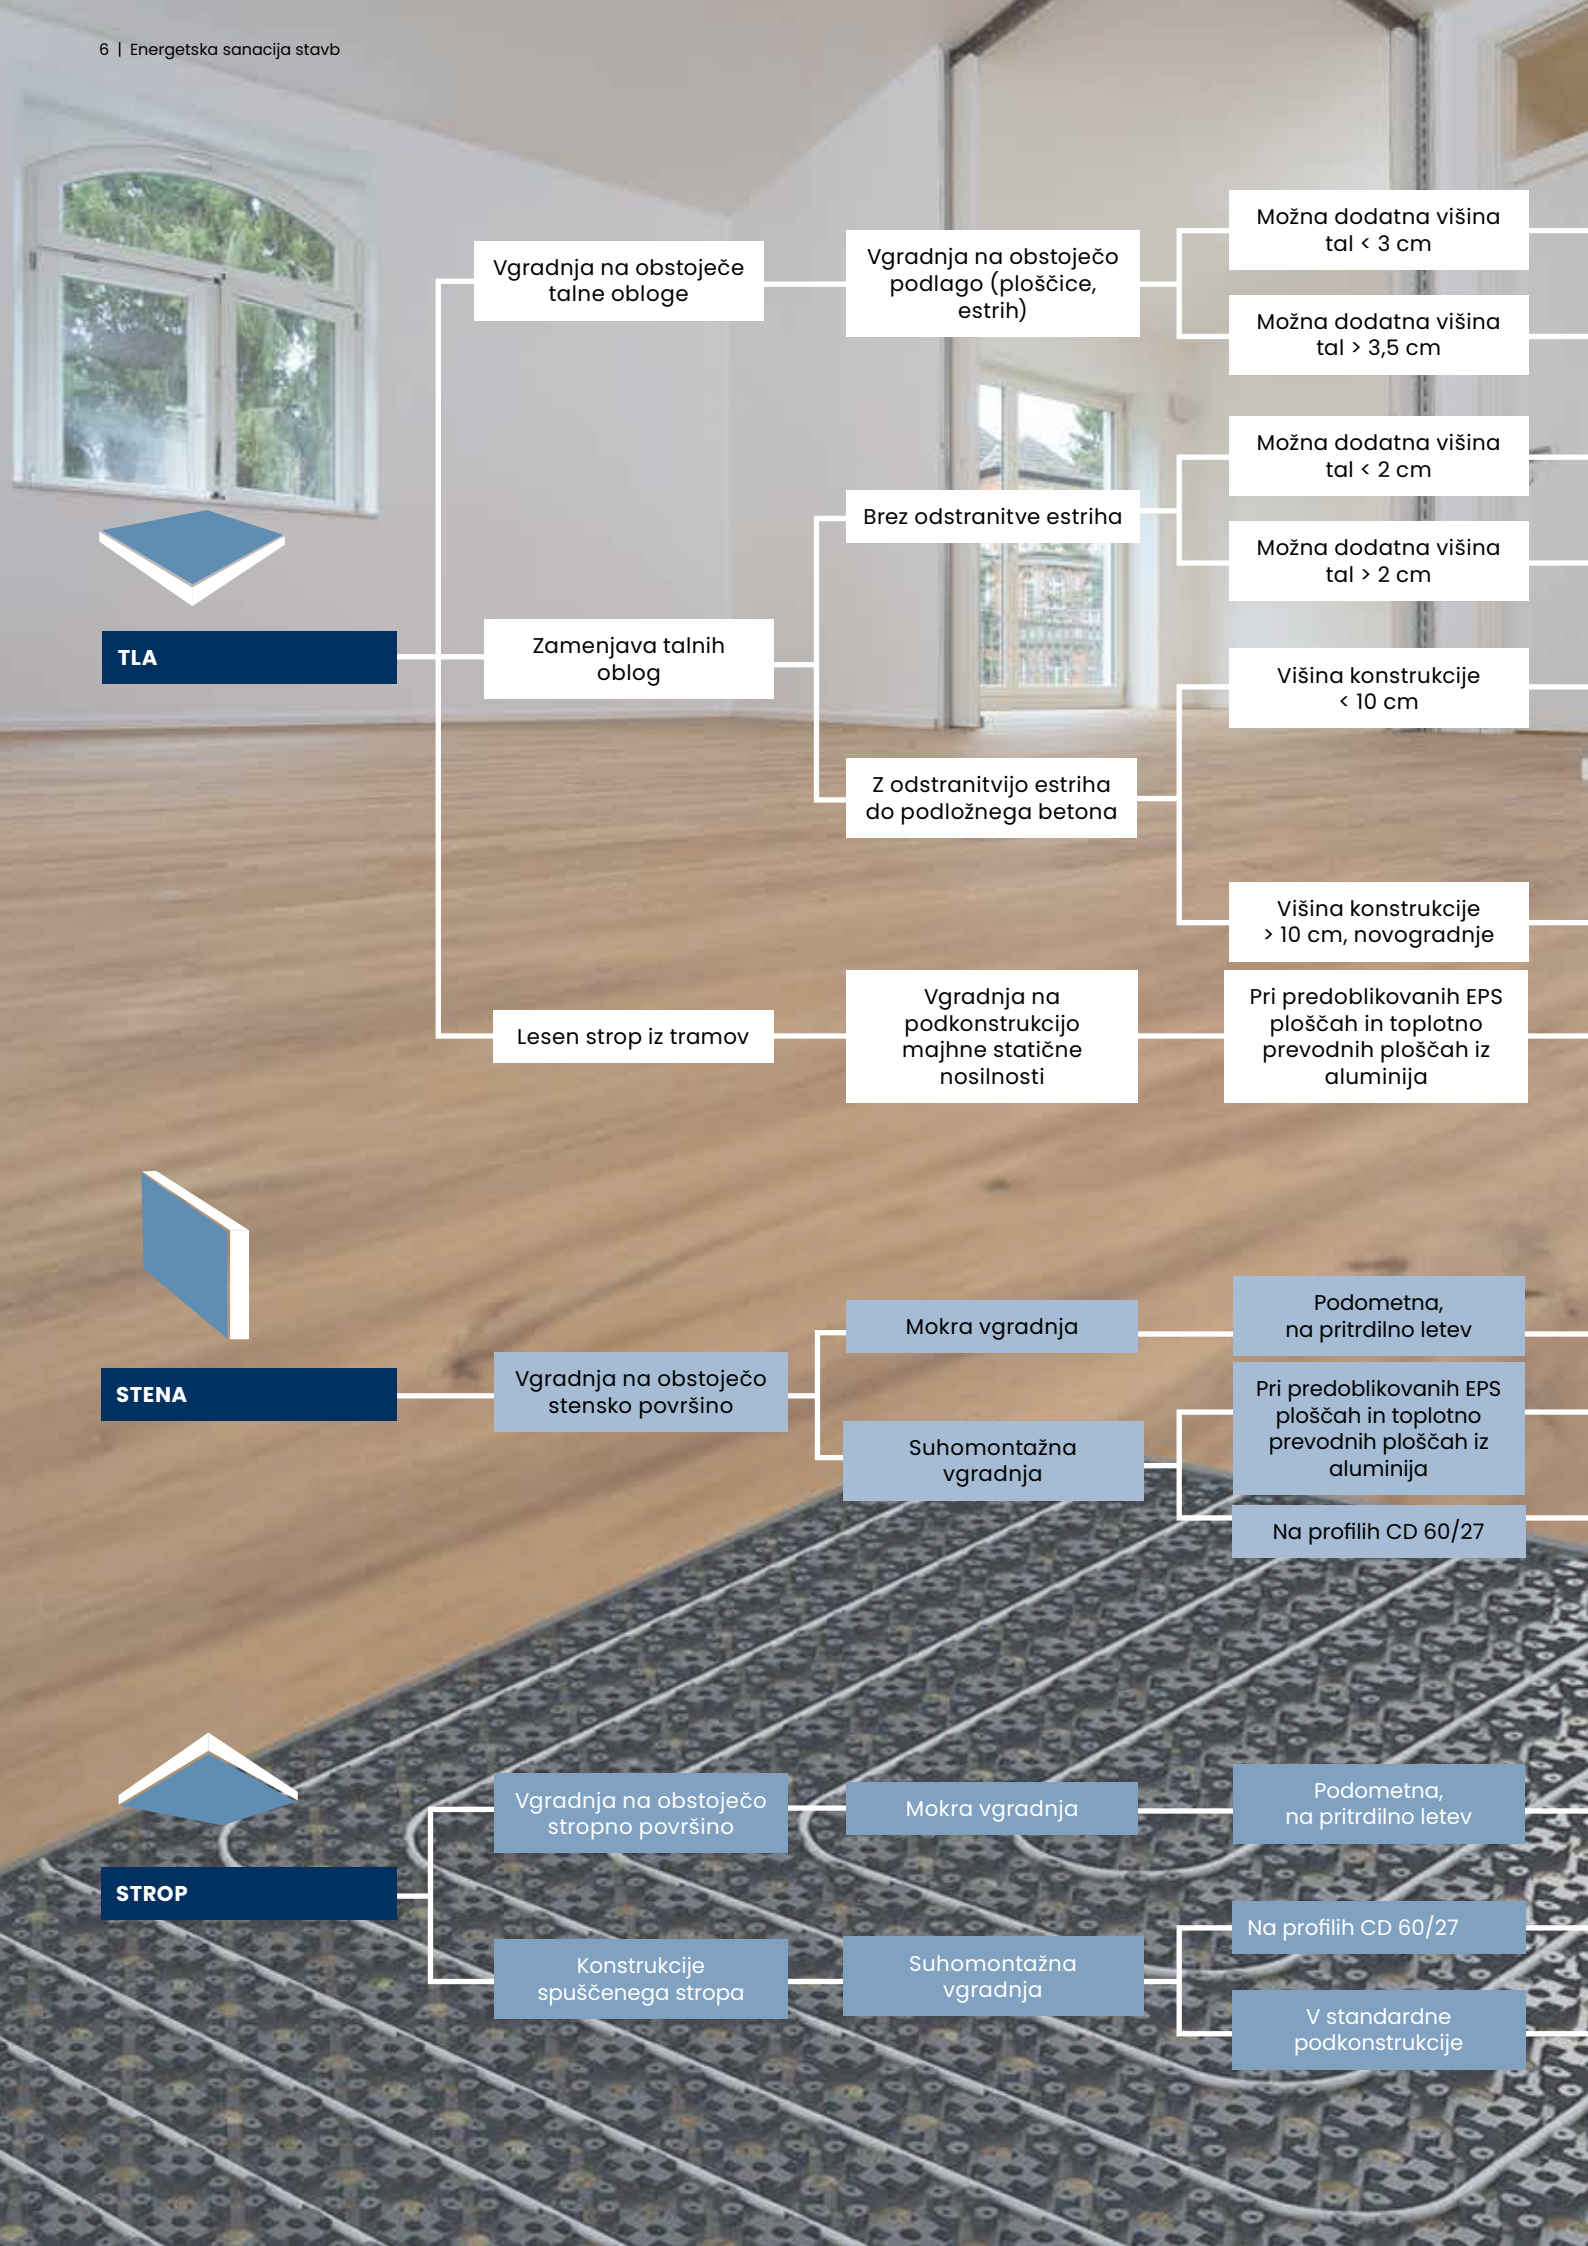 6 | Energetska sanacija stavb
Možna dodatna višina
tal < 3 cm
Vgradnja na obstoječe
talne obloge
Vgradnja na obstoječo
podlago (ploščice,
estrih)
Možna dodatna višina
tal > 3,5 cm
Možna dodatna višina
tal < 2 cm
Brez odstranitve estriha
Možna dodatna višina
tal > 2 cm
TLA
Zamenjava talnih
oblog
Višina konstrukcije
< 10 cm
Z odstranitvijo estriha
do podložnega betona
Višina konstrukcije
> 10 cm, novogradnje
Lesen strop iz tramov
Vgradnja na
podkonstrukcijo
majhne statične
nosilnosti
Pri predoblikovanih EPS
ploščah in toplotno
prevodnih ploščah iz
aluminija
STENA
Vgradnja na obstoječo
stensko površino
Mokra vgradnja
Podometna,
na pritrdilno letev
Suhomontažna
vgradnja
Pri predoblikovanih EPS
ploščah in toplotno
prevodnih ploščah iz
aluminija
Na profilih CD 60/27
STROP
Vgradnja na obstoječo
stropno površino
Mokra vgradnja
Podometna,
na pritrdilno letev
Konstrukcije
spuščenega stropa
Suhomontažna
vgradnja
Na profilih CD 60/27
V standardne
podkonstrukcije